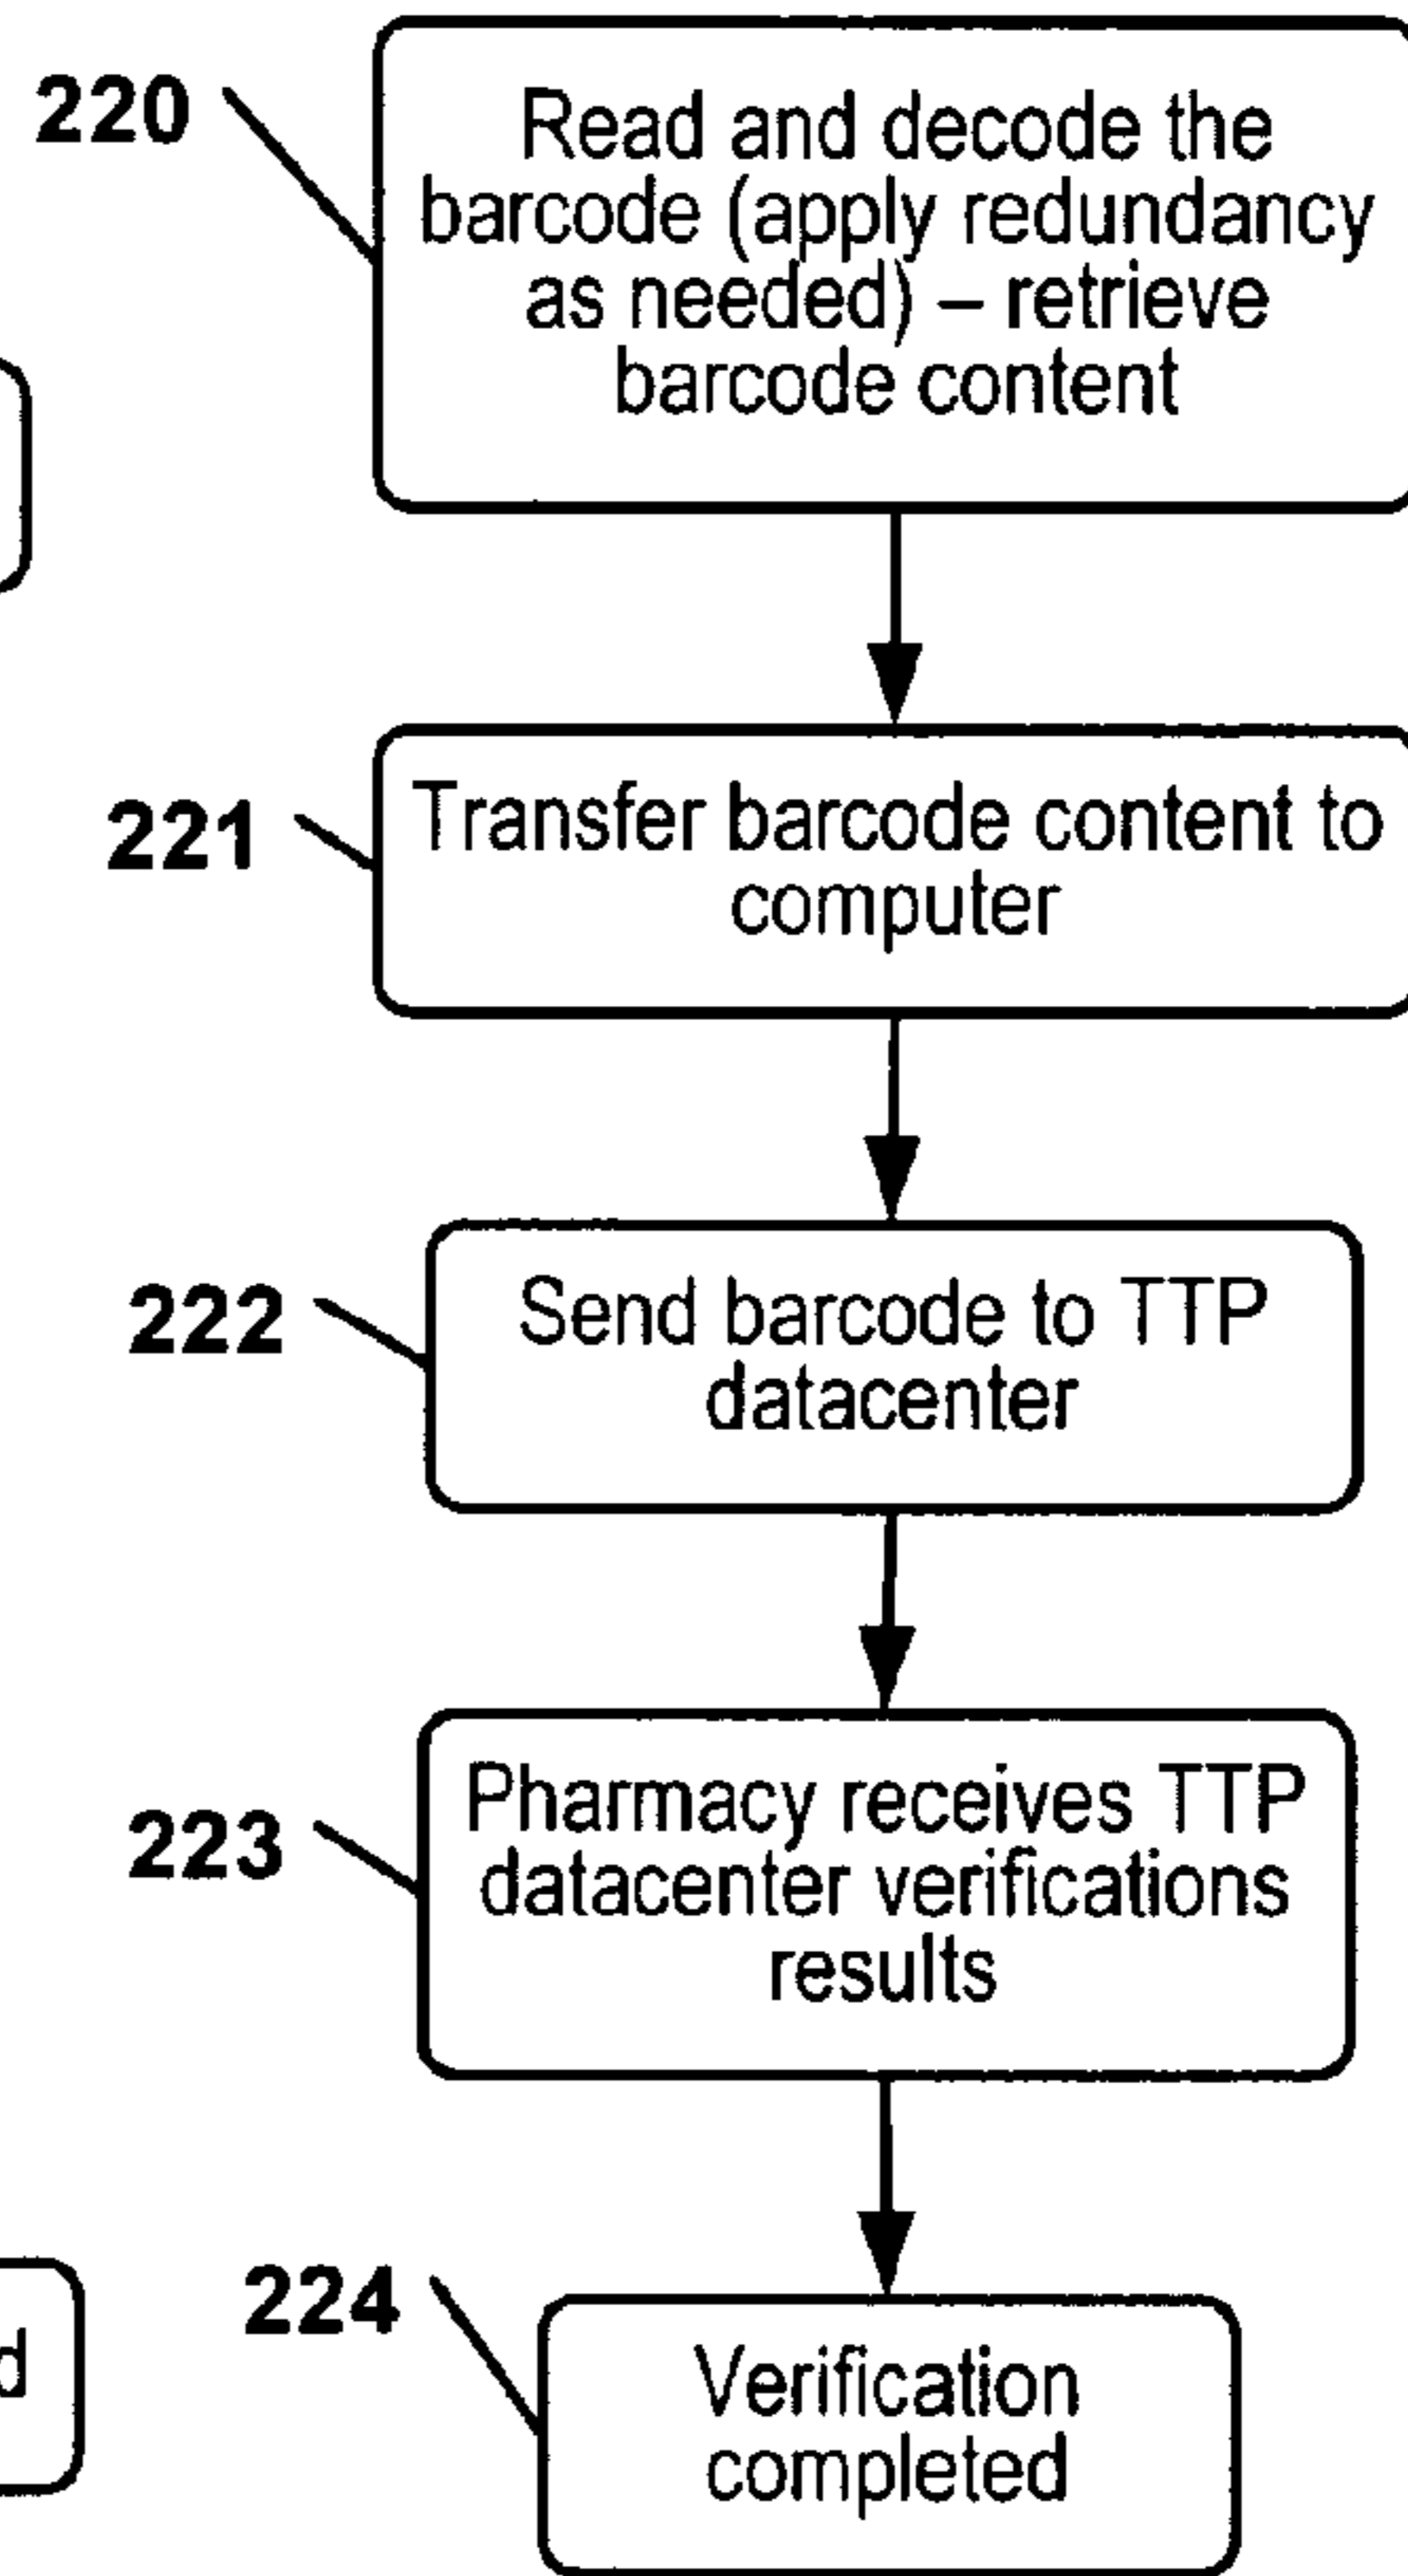 220
Read and decode the
barcode (apply redundancy
as needed) – retrieve
barcode content
221
Transfer barcode content to
computer
222
Send barcode to TTP
datacenter
223
Pharmacy receives TTP
datacenter verifications
results
224
Verification
completed